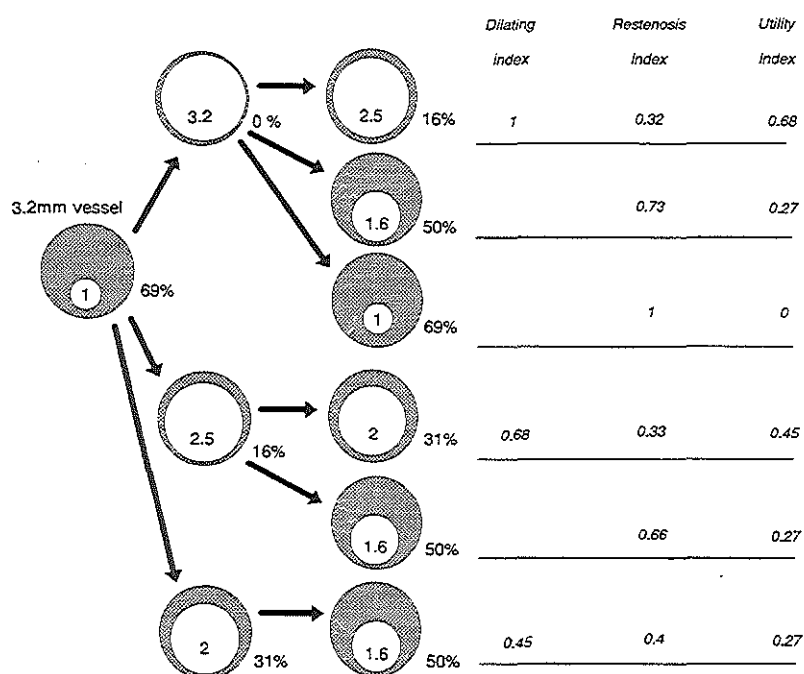 Dilating Restenosis Utility
index index Index
3.2 0 % 2.5 16% 1 0.32 0.68
3.2mm vessel 1.6 50% 0.73 0.27
1 69% 1 69% 1 0
2.5 16% 2 31% 0.68 0.33 0.45
1.6 50% 0.66 0.27
2 31% 1.6 50% 0.45 0.4 0.27